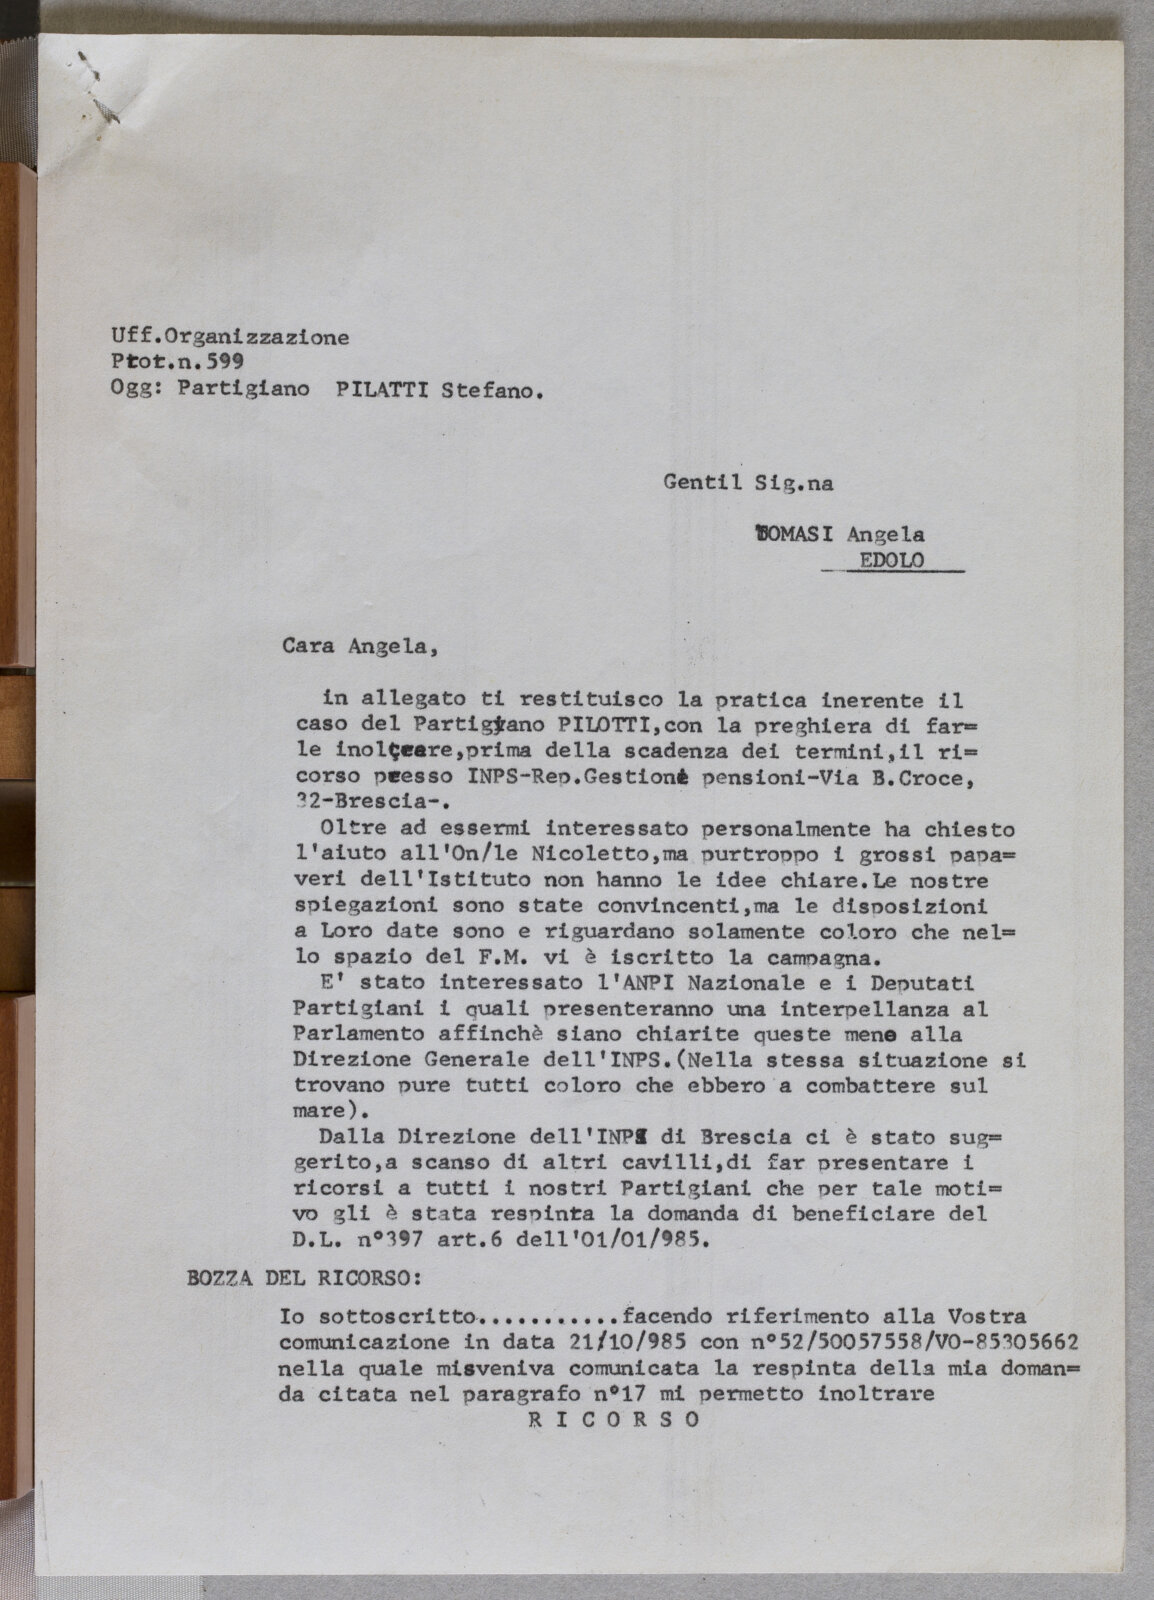 Uff.Organizzazione
Ptot.n.599
Ogg: Partigiano PILATTI Stefano.
Gentil Sig.na
TOMASI Angela
EDOLO
Cara Angela,
in allegato ti restituisco la pratica inerente il
caso del Partigiano PILOTTI,con la preghiera di far=
le inoltrare,prima della scadenza dei termini,il ri=
corso presso INPS-Rep.Gestione pensioni-Via B.Croce,
32-Brescia-.
Oltre ad essermi interessato personalmente ha chiesto
l'aiuto all'On/le Nicoletto,ma purtroppo i grossi papa=
veri dell'Istituto non hanno le idee chiare.Le nostre
spiegazioni sono state convincenti,ma le disposizioni
a Loro date sono e riguardano solamente coloro che nel=
lo spazio del F.M. vi è iscritto la campagna.
E' stato interessato l'ANPI Nazionale e i Deputati
Partigiani i quali presenteranno una interpellanza al
Parlamento affinchè siano chiarite queste mene alla
Direzione Generale dell'INPS.(Nella stessa situazione si
trovano pure tutti coloro che ebbero a combattere sul
mare).
Dalla Direzione dell'INPS di Brescia ci è stato sug=
gerito,a scanso di altri cavilli,di far presentare i
ricorsi a tutti i nostri Partigiani che per tale moti=
vo gli è stata respinta la domanda di beneficiare del
D.L. n°397 art.6 dell'01/01/985.
BOZZA DEL RICORSO:
Io sottoscritto...........facendo riferimento alla Vostra
comunicazione in data 21/10/985 con n°52/50057558/VO-85305662
nella quale misveniva comunicata la respinta della mia doman=
da citata nel paragrafo n°17 mi permetto inoltrare
R I C O R S O